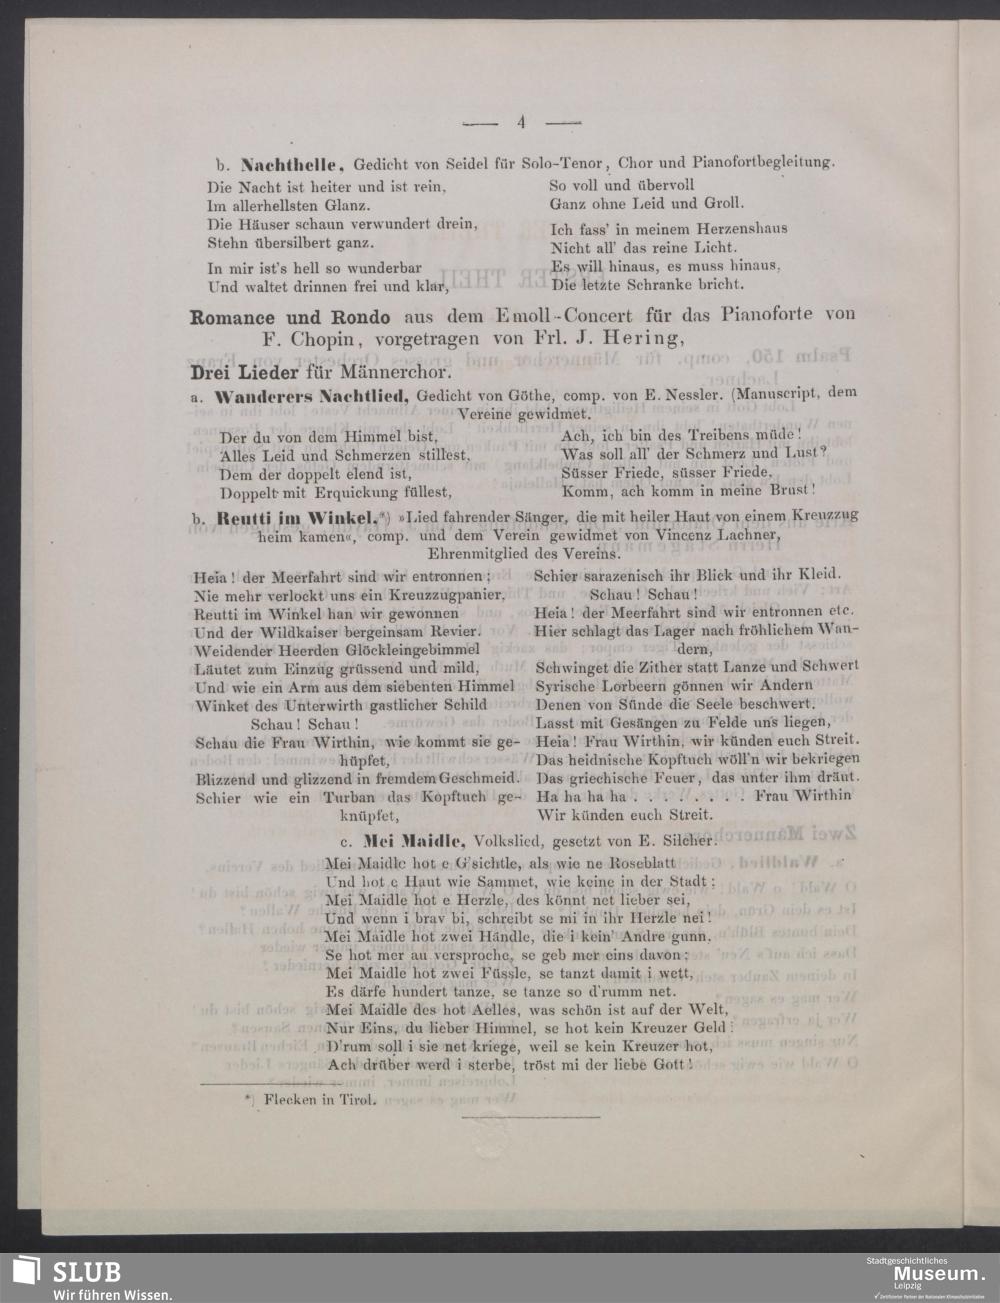 4
b. Nachthelle, Gedicht von Seidel für Solo-Tenor, Chor und Pianofortbegleitung.
Die Nacht ist heiter und ist rein,
Im allerhellsten Glanz.
Die Häuser schaun verwundert drein,
Stehn übersilbert ganz.
In mir ist's hell so wunderbar
Und waltet drinnen frei und klar,
So voll und übervoll
Ganz ohne Leid und Groll.
Ich fass' in meinem Herzenshaus
Nicht all' das reine Licht.
Es will hinaus, es muss hinaus,
Die letzte Schranke bricht.
Romance und Rondo aus dem Emoll-Concert für das Pianoforte von
F. Chopin, vorgetragen von Frl. J. Hering,
Drei Lieder für Männerchor.
a. Wanderers Nachtlied, Gedicht von Göthe, comp. von E. Nessler. (Manuscript, dem
Vereine gewidmet.
Der du von dem Himmel bist,
Alles Leid und Schmerzen stillest,
Dem der doppelt elend ist,
Doppelt mit Erquickung füllest,
Ach, ich bin des Treibens müde!
Was soll all' der Schmerz und Lust?
Süsser Friede, süsser Friede,
Komm, ach komm in meine Brust!
b. Reutti im Winkel,*) »Lied fahrender Sänger, die mit heiler Haut von einem Kreuzzug
heim kamen«, comp. und dem Verein gewidmet von Vincenz Lachner,
Ehrenmitglied des Vereins.
Heia! der Meerfahrt sind wir entronnen;
Nie mehr verlockt uns ein Kreuzzugpanier,
Reutti im Winkel han wir gewonnen
Und der Wildkaiser bergeinsam Revier.
Weidender Heerden Glöckleingebimmel
Läutet zum Einzug grüssend und mild,
Und wie ein Arm aus dem siebenten Himmel
Winket des Unterwirth gastlicher Schild
Schau! Schau!
Schau die Frau Wirthin, wie kommt sie ge-
hüpfet,
Blizzend und glizzend in fremdem Geschmeid.
Schier wie ein Turban das Kopftuch ge-
knüpfet,
Schier sarazenisch ihr Blick und ihr Kleid.
Schau! Schau!
Heia! der Meerfahrt sind wir entronnen etc.
Hier schlagt das Lager nach fröhlichem Wan-
dern,
Schwinget die Zither statt Lanze und Schwert
Syrische Lorbeern gönnen wir Andern
Denen von Sünde die Seele beschwert.
Lasst mit Gesängen zu Felde uns liegen,
Heia! Frau Wirthin, wir künden euch Streit.
Das heidnische Kopftuch wöll'n wir bekriegen
Das griechische Feuer, das unter ihm dräut.
Ha ha ha ha . . . . . . . . Frau Wirthin
Wir künden euch Streit.
c. Mei Maidle, Volkslied, gesetzt von E. Silcher.
Mei Maidle hot e G'sichtle, als wie ne Roseblatt
Und hot e Haut wie Sammet, wie keine in der Stadt:
Mei Maidle hot e Herzle, des könnt net lieber sei,
Und wenn i brav bi, schreibt se mi in ihr Herzle nei!
Mei Maidle hot zwei Händle, die i kein' Andre gunn,
Se hot mer au versproche, se geb mer eins davon;
Mei Maidle hot zwei Füssle, se tanzt damit i wett,
Es därfe hundert tanze, se tanze so d'rumm net.
Mei Maidle des hot Aelles, was schön ist auf der Welt,
Nur Eins, du lieber Himmel, se hot kein Kreuzer Geld:
D'rum soll i sie net kriege, weil se kein Kreuzer hot,
Ach drüber werd i sterbe, tröst mi der liebe Gott!
*) Flecken in Tirol.
SLUB
Wir führen Wissen.
Stadtgeschichtliches
Museum.
Leipzig
Zertifizierter Partner der Nationalen Klimaschutzinitiative